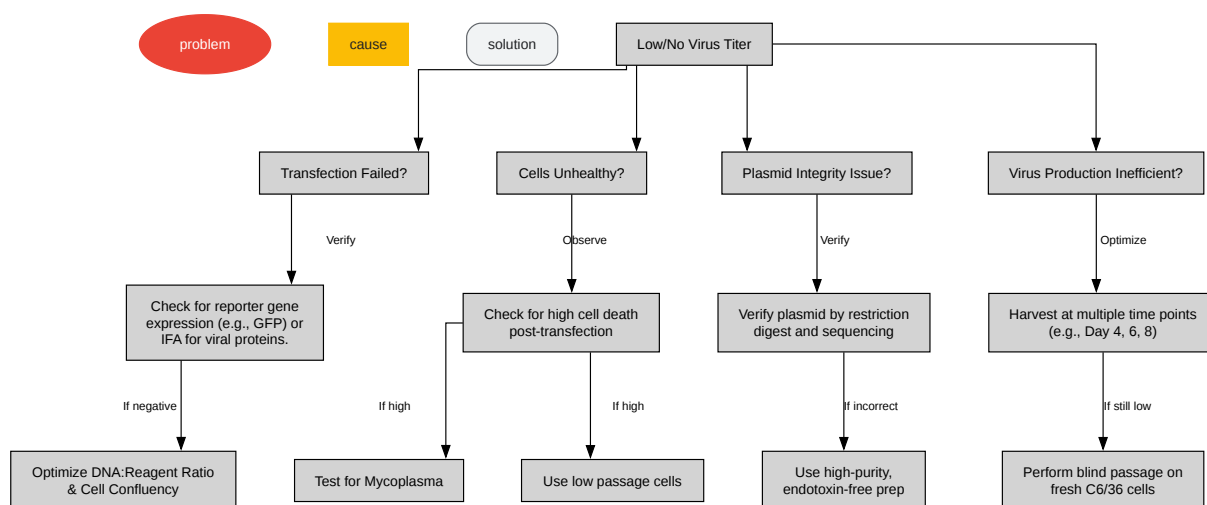 problem
cause
solution
Low/No Virus Titer
Transfection Failed?
Cells Unhealthy?
Plasmid Integrity Issue?
Virus Production Inefficient?
Verify
Observe
Verify
Optimize
Check for reporter gene
expression (e.g., GFP) or
IFA for viral proteins.
Check for high cell death
post-transfection
Verify plasmid by restriction
digest and sequencing
Harvest at multiple time points
(e.g., Day 4, 6, 8)
If negative
If high
If high
If incorrect
If still low
Optimize DNA:Reagent Ratio
& Cell Confluency
Test for Mycoplasma
Use low passage cells
Use high-purity,
endotoxin-free prep
Perform blind passage on
fresh C6/36 cells